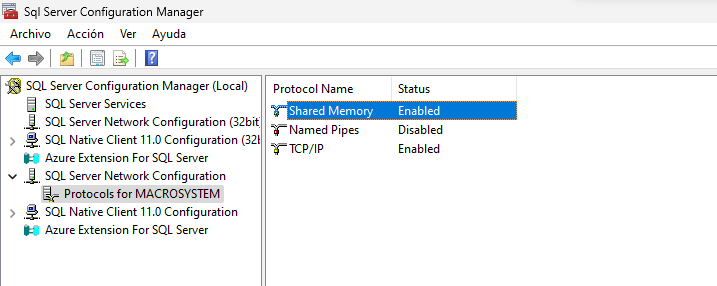 Sql Server Configuration Manager
Archivo Acción Ver Ayuda
SQL Server Configuration Manager (Local)
SQL Server Services
SQL Server Network Configuration (32bit
SQL Native Client 11.0 Configuration (32b
Azure Extension For SQL Server
SQL Server Network Configuration
Protocols for MACROSYSTEM
SQL Native Client 11.0 Configuration
Azure Extension For SQL Server
Protocol Name Status
Shared Memory Enabled
Named Pipes Disabled
TCP/IP Enabled